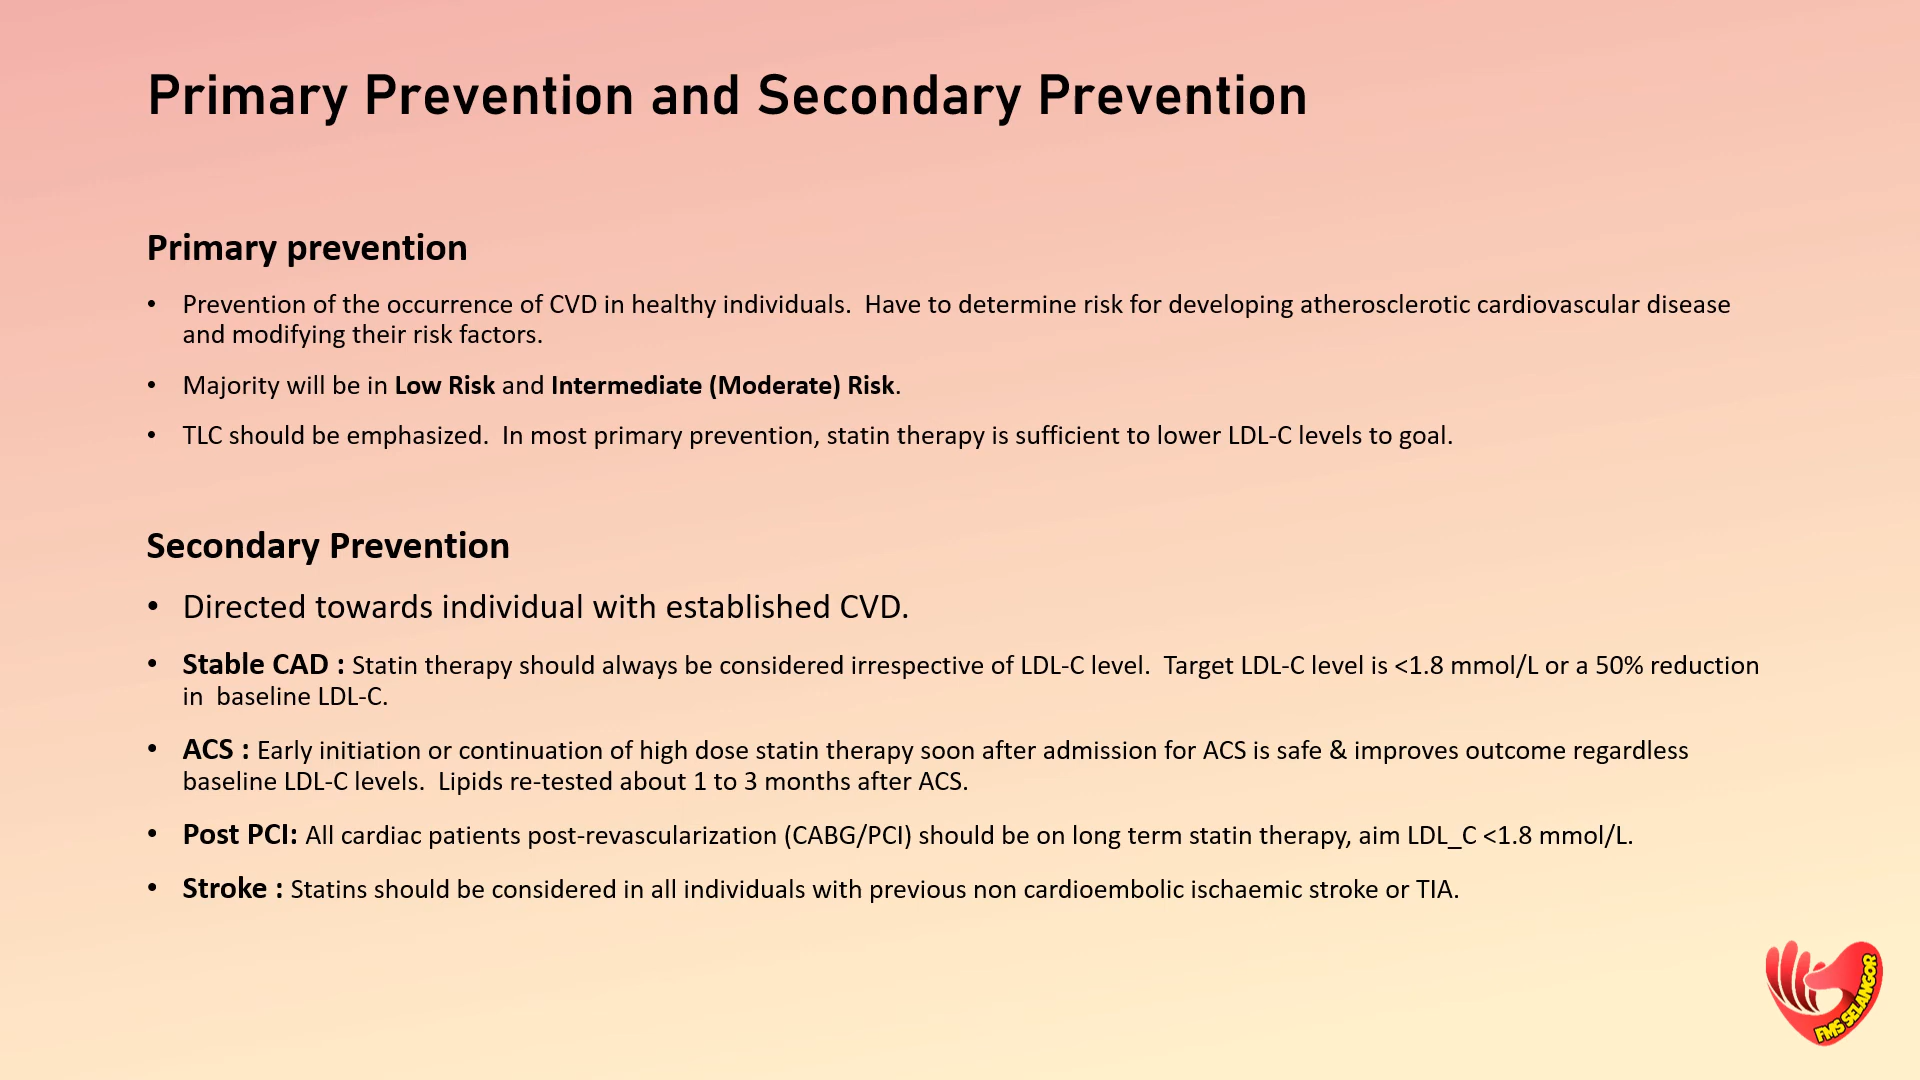 Primary Prevention and Secondary Prevention
Primary prevention
• Prevention of the occurrence of CVD in healthy individuals.  Have to determine risk for developing atherosclerotic cardiovascular disease
and modifying their risk factors.
• Majority will be in Low Risk and Intermediate (Moderate) Risk.
• TLC should be emphasized.  In most primary prevention, statin therapy is sufficient to lower LDL-C levels to goal.
Secondary Prevention
• Directed towards individual with established CVD.
• Stable CAD : Statin therapy should always be considered irrespective of LDL-C level.  Target LDL-C level is <1.8 mmol/L or a 50% reduction
in  baseline LDL-C.
• ACS : Early initiation or continuation of high dose statin therapy soon after admission for ACS is safe & improves outcome regardless
baseline LDL-C levels.  Lipids re-tested about 1 to 3 months after ACS.
• Post PCI: All cardiac patients post-revascularization (CABG/PCI) should be on long term statin therapy, aim LDL_C <1.8 mmol/L.
• Stroke : Statins should be considered in all individuals with previous non cardioembolic ischaemic stroke or TIA.
FMS SELANGOR